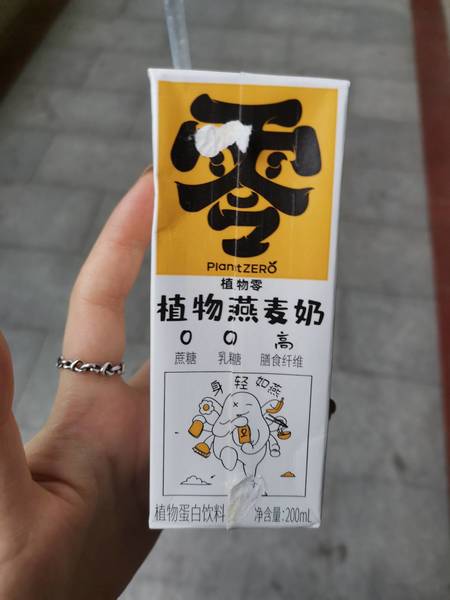 零
PlantZERO
植物零
植物燕麦奶
0 0 高
蔗糖 乳糖 膳食纤维
身轻如燕
植物蛋白饮料 净含量:200mL